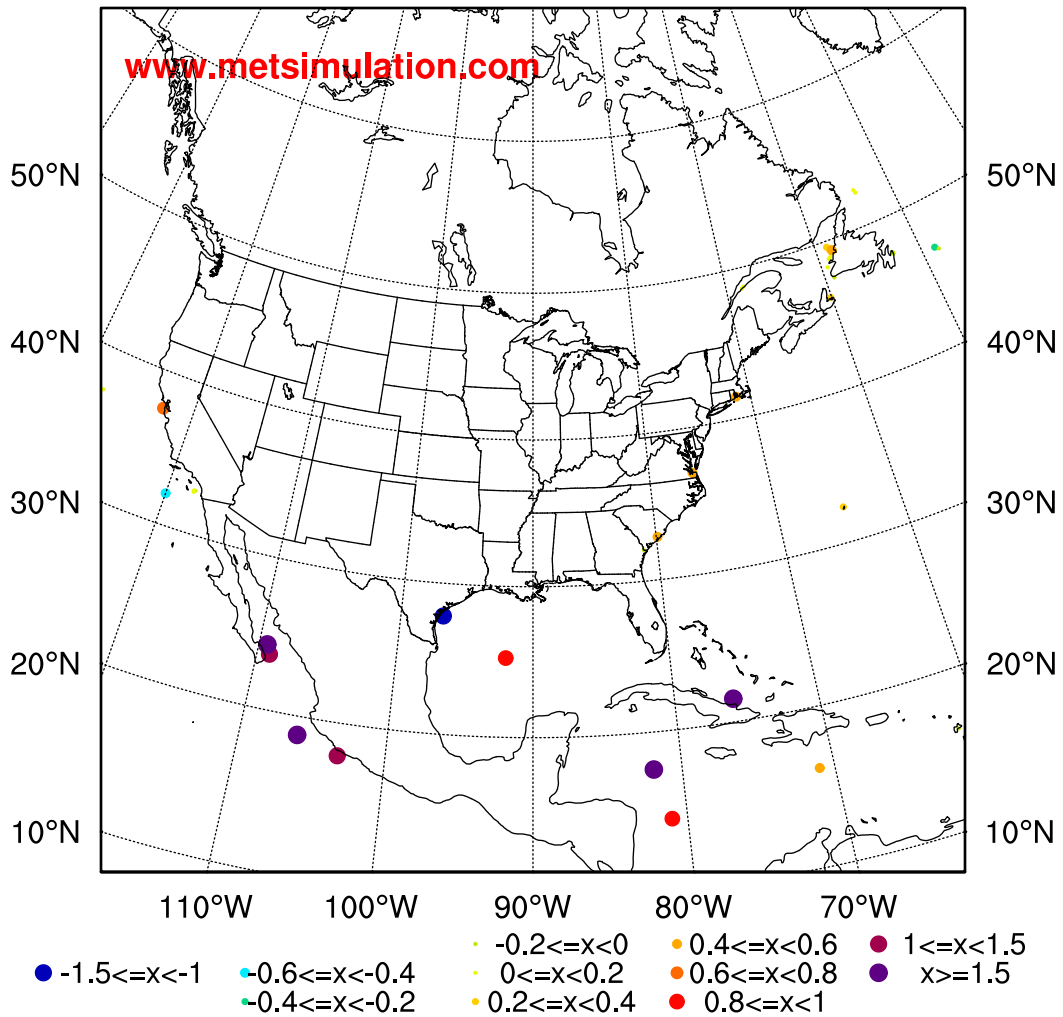 www.metsimulation.com
50°N 50°N
40°N 40°N
30°N 30°N
20°N 20°N
10°N 10°N
110°W 100°W 90°W 80°W 70°W
-0.2<=x<0 0.4<=x<0.6 1<=x<1.5
-1.5<=x<-1 -0.6<=x<-0.4 0<=x<0.2 0.6<=x<0.8 x>=1.5
-0.4<=x<-0.2 0.2<=x<0.4 0.8<=x<1